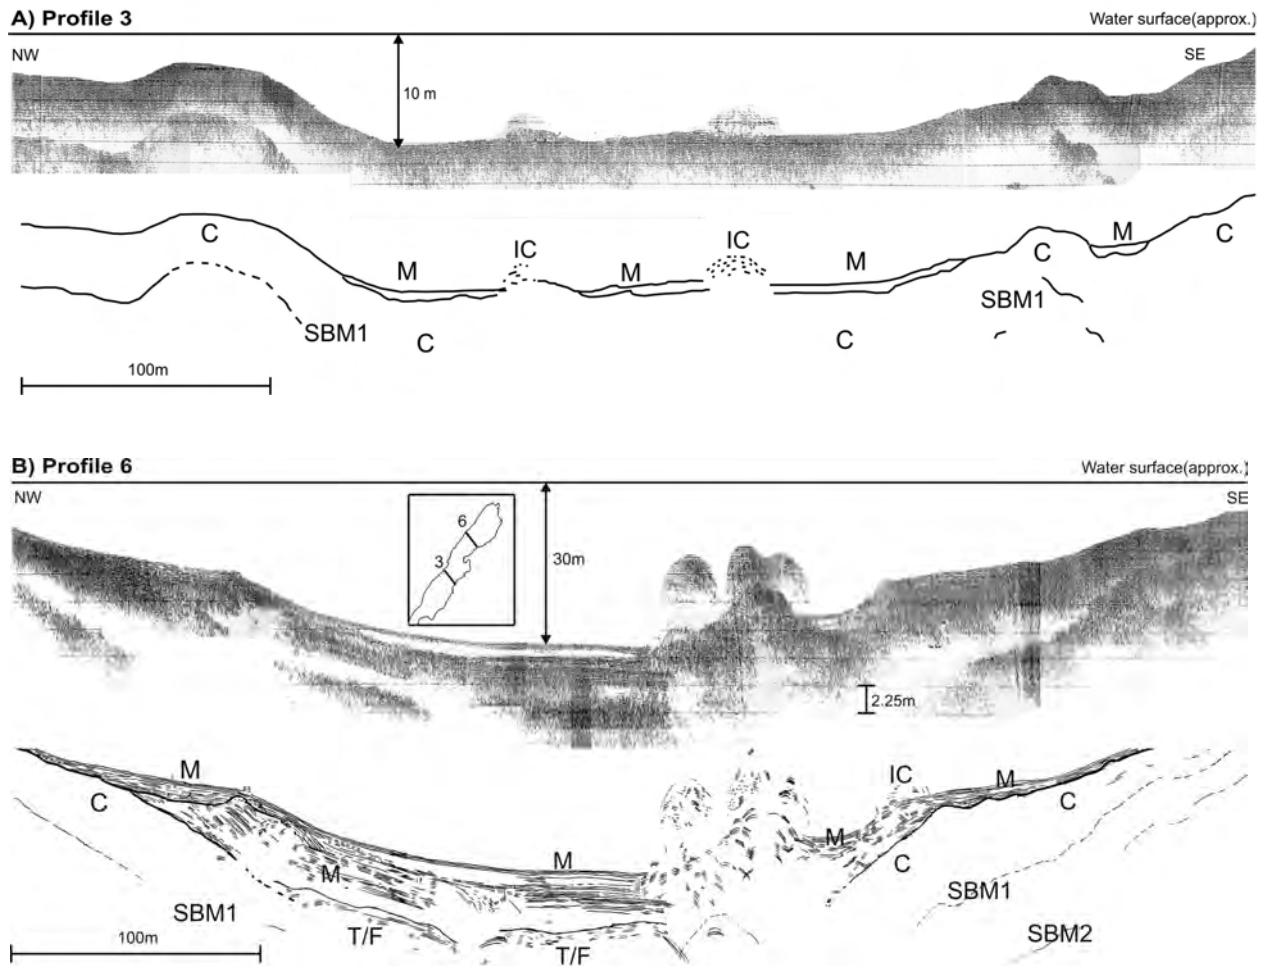 A) Profile 3
Water surface(approx.)
NW
SE
10 m
C
M
IC
M
IC
M
C
M
C
SBM1
C
C
SBM1
100m
B) Profile 6
Water surface(approx.)
NW
SE
6
3
30m
2.25m
M
C
M
M
IC
M
C
M
C
SBM1
SBM1
SBM2
T/F
T/F
100m